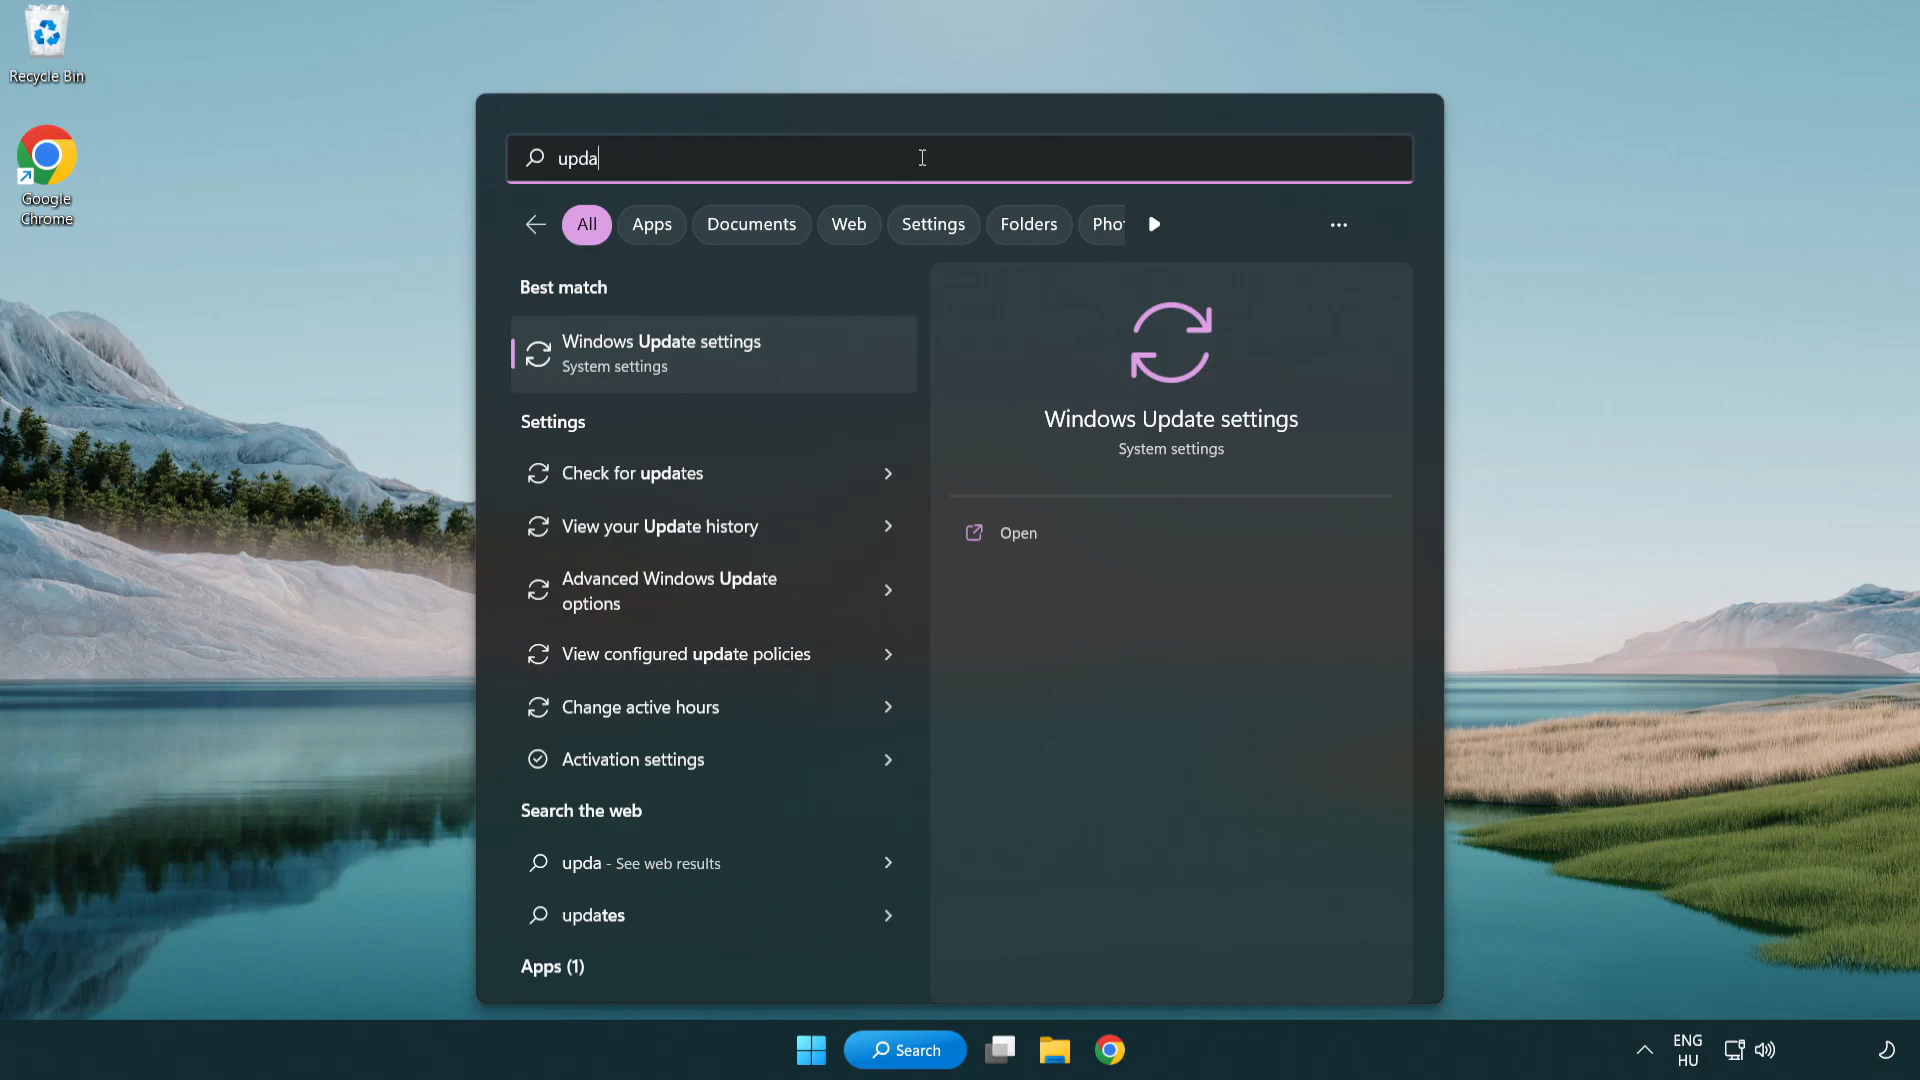 Recycle Bin
Google
Chrome
upda
All
Apps
Documents
Web
Settings
Folders
Pho
Best match
Windows Update settings
System settings
Settings
Check for updates
View your Update history
Advanced Windows Update
options
View configured update policies
Change active hours
Activation settings
Search the web
upda - See web results
updates
Apps (1)
Windows Update settings
System settings
Open
Search
ENG
HU